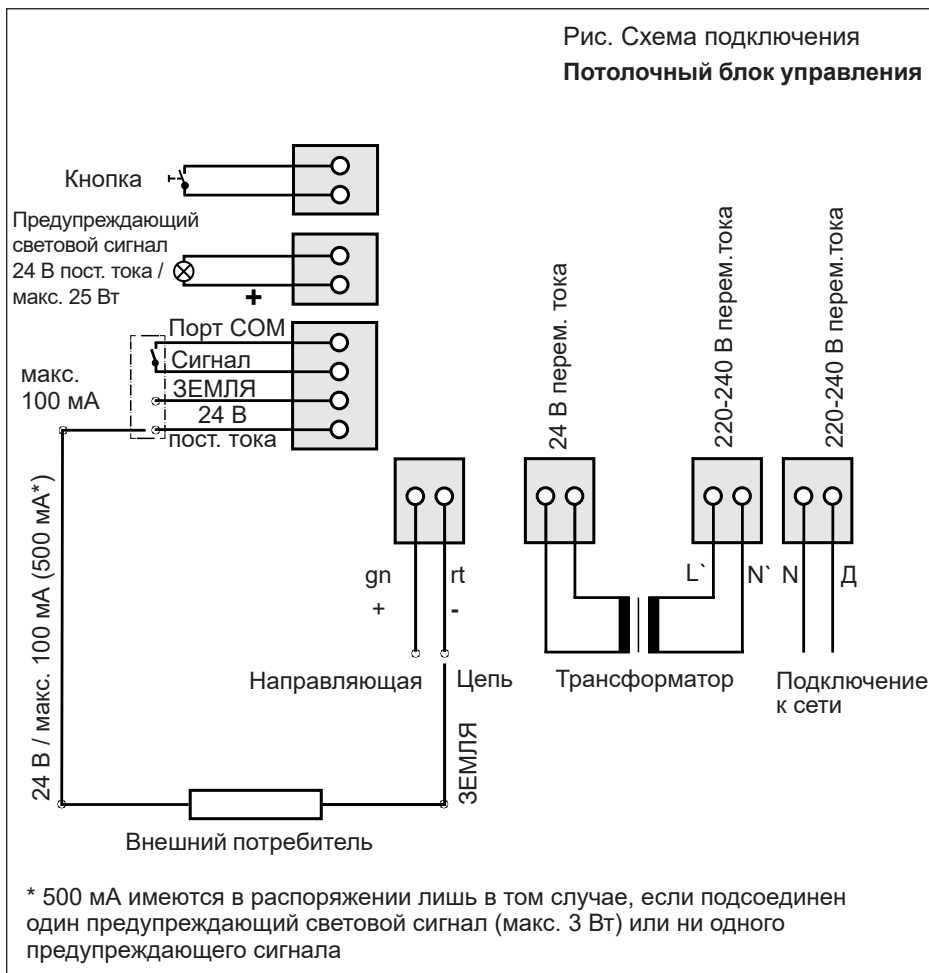 Рис. Схема подключения
Потолочный блок управления
Кнопка
Предупреждающий
световой сигнал
24 В пост. тока /
макс. 25 Вт
+
Порт COM
Сигнал
ЗЕМЛЯ
24 В
пост. тока
макс.
100 мА
24 В / макс. 100 мА (500 мА*)
24 В перем. тока
220-240 В перем.тока
220-240 В перем.тока
gn
rt
+
-
L`
N`
N
Д
Направляющая
Цепь
Трансформатор
Подключение
к сети
ЗЕМЛЯ
Внешний потребитель
* 500 мА имеются в распоряжении лишь в том случае, если подсоединен
один предупреждающий световой сигнал (макс. 3 Вт) или ни одного
предупреждающего сигнала